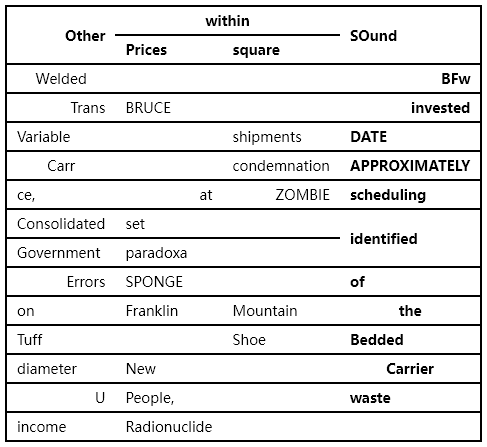 within
Other SOund
Prices square
Welded BFw
Trans BRUCE invested
Variable shipments DATE
Carr condemnation APPROXIMATELY
ce, at ZOMBIE scheduling
Consolidated set
identified
Government paradoxa
Errors SPONGE of
on Franklin Mountain the
Tuff Shoe Bedded
diameter New Carrier
U People, waste
income Radionuclide